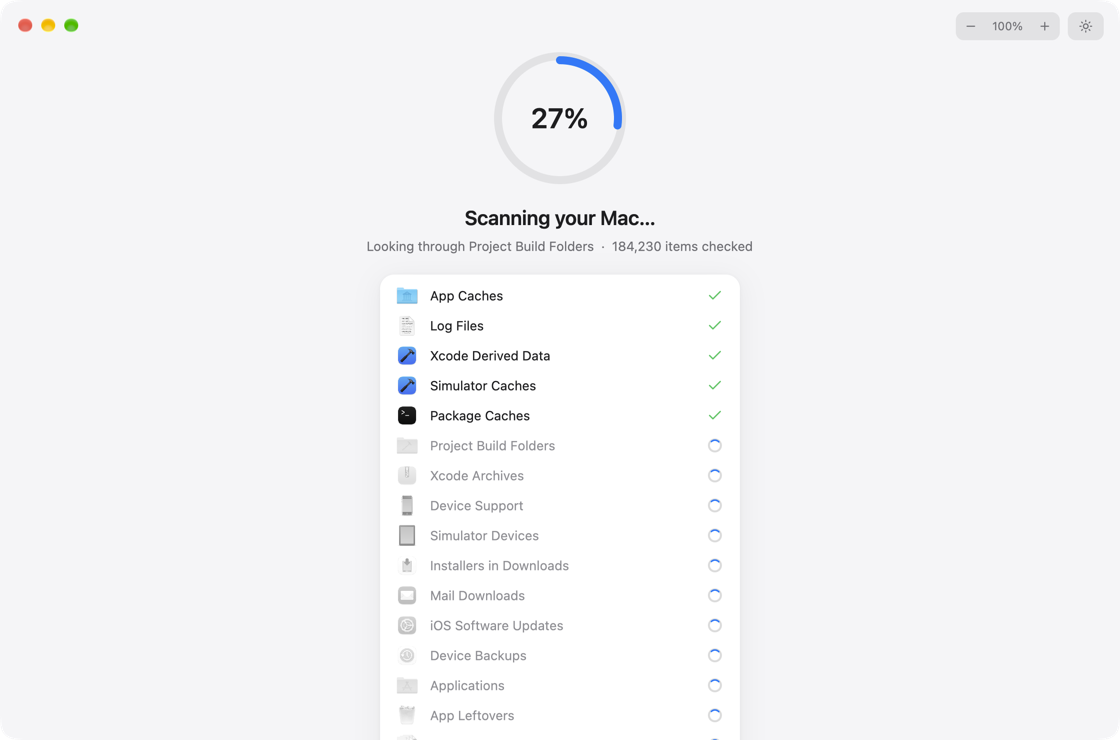 − 100% +
27%
Scanning your Mac...
Looking through Project Build Folders · 184,230 items checked
App Caches
Log Files
Xcode Derived Data
Simulator Caches
Package Caches
Project Build Folders
Xcode Archives
Device Support
Simulator Devices
Installers in Downloads
Mail Downloads
iOS Software Updates
Device Backups
Applications
App Leftovers